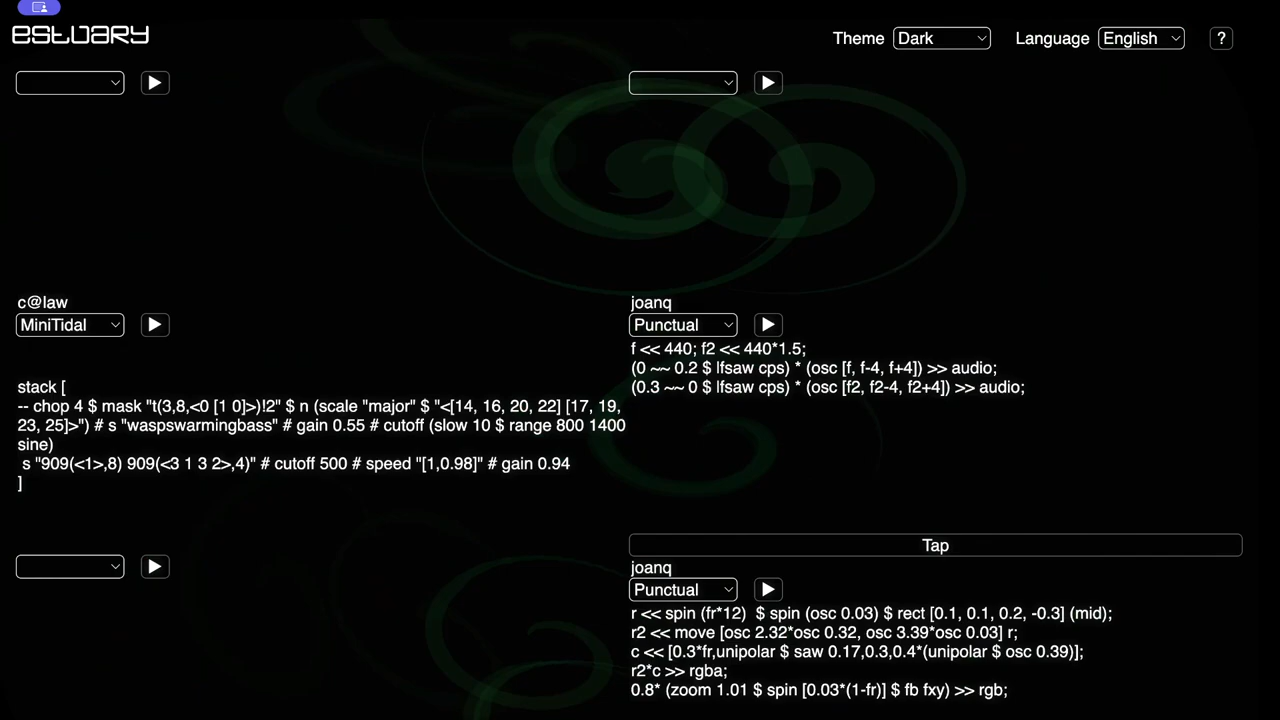 estuary
Theme Dark Language English ?
c@law
MiniTidal
stack [
-- chop 4 $ mask "t(3,8,<0 [1 0]>)!2" $ n (scale "major" $ "<[14, 16, 20, 22] [17, 19,
23, 25]>") # s "waspswarmingbass" # gain 0.55 # cutoff (slow 10 $ range 800 1400
sine)
s "909(<1>,8) 909(<3 1 3 2>,4)" # cutoff 500 # speed "[1,0.98]" # gain 0.94
]
joanq
Punctual
f << 440; f2 << 440*1.5;
(0 ~~ 0.2 $ lfsaw cps) * (osc [f, f-4, f+4]) >> audio;
(0.3 ~~ 0 $ lfsaw cps) * (osc [f2, f2-4, f2+4]) >> audio;
Tap
joanq
Punctual
r << spin (fr*12)  $ spin (osc 0.03) $ rect [0.1, 0.1, 0.2, -0.3] (mid);
r2 << move [osc 2.32*osc 0.32, osc 3.39*osc 0.03] r;
c << [0.3*fr,unipolar $ saw 0.17,0.3,0.4*(unipolar $ osc 0.39)];
r2*c >> rgba;
0.8* (zoom 1.01 $ spin [0.03*(1-fr)] $ fb fxy) >> rgb;